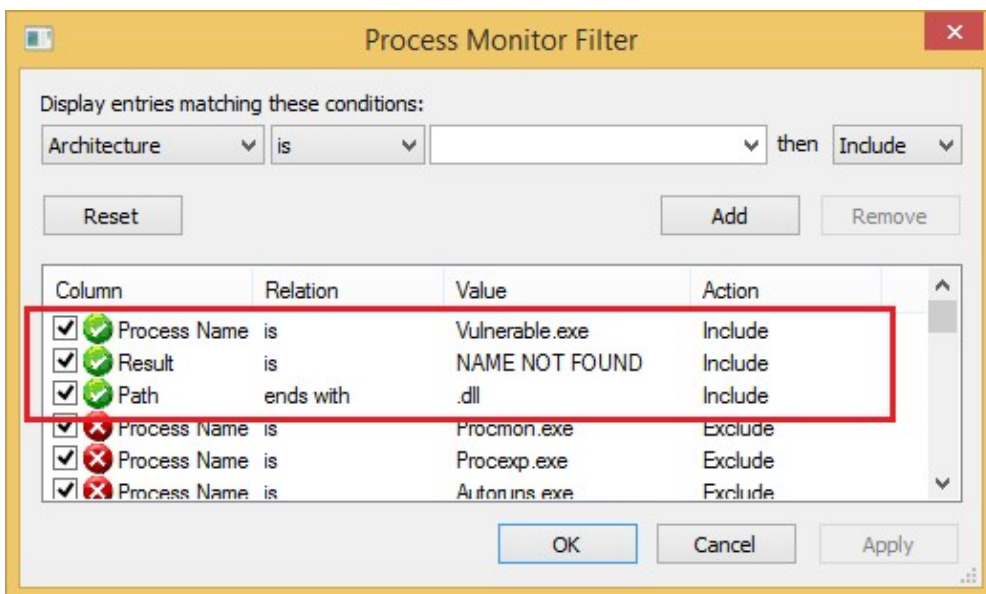 Process Monitor Filter
Display entries matching these conditions:
Architecture is then Include
Reset Add Remove
Column Relation Value Action
Process Name is Vulnerable.exe Include
Result is NAME NOT FOUND Include
Path ends with .dll Include
Process Name is Procmon.exe Exclude
Process Name is Procexp.exe Exclude
Process Name is Autoruns.exe Exclude
OK Cancel Apply